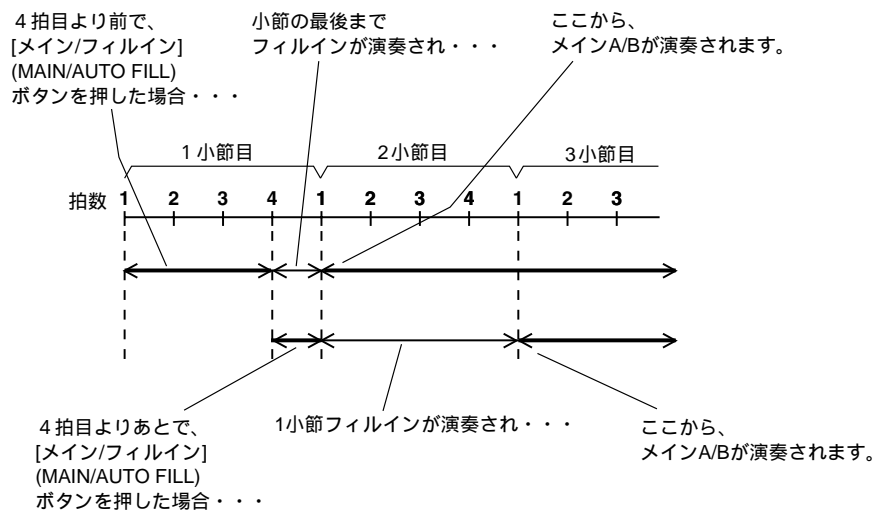 ４拍目より前で、
[メイン/フィルイン]
(MAIN/AUTO FILL)
ボタンを押した場合・・・
小節の最後まで
フィルインが演奏され・・・
ここから、
メインA/Bが演奏されます。
1小節目
2小節目
3小節目
拍数 1 2 3 4 1 2 3 4 1 2 3
４拍目よりあとで、
[メイン/フィルイン]
(MAIN/AUTO FILL)
ボタンを押した場合・・・
1小節フィルインが演奏され・・・
ここから、
メインA/Bが演奏されます。